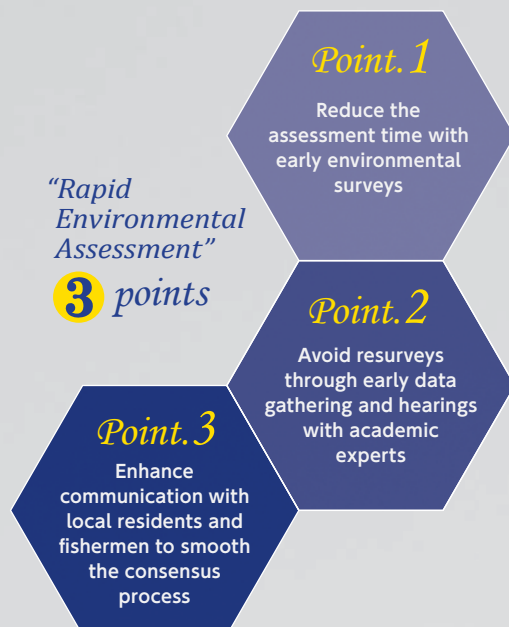 Point.1
Reduce the
assessment time with
early environmental
surveys
“Rapid
Environmental
Assessment”
3 points
Point.2
Avoid resurveys
through early data
gathering and hearings
with academic
experts
Point.3
Enhance
communication with
local residents and
fishermen to smooth
the consensus
process